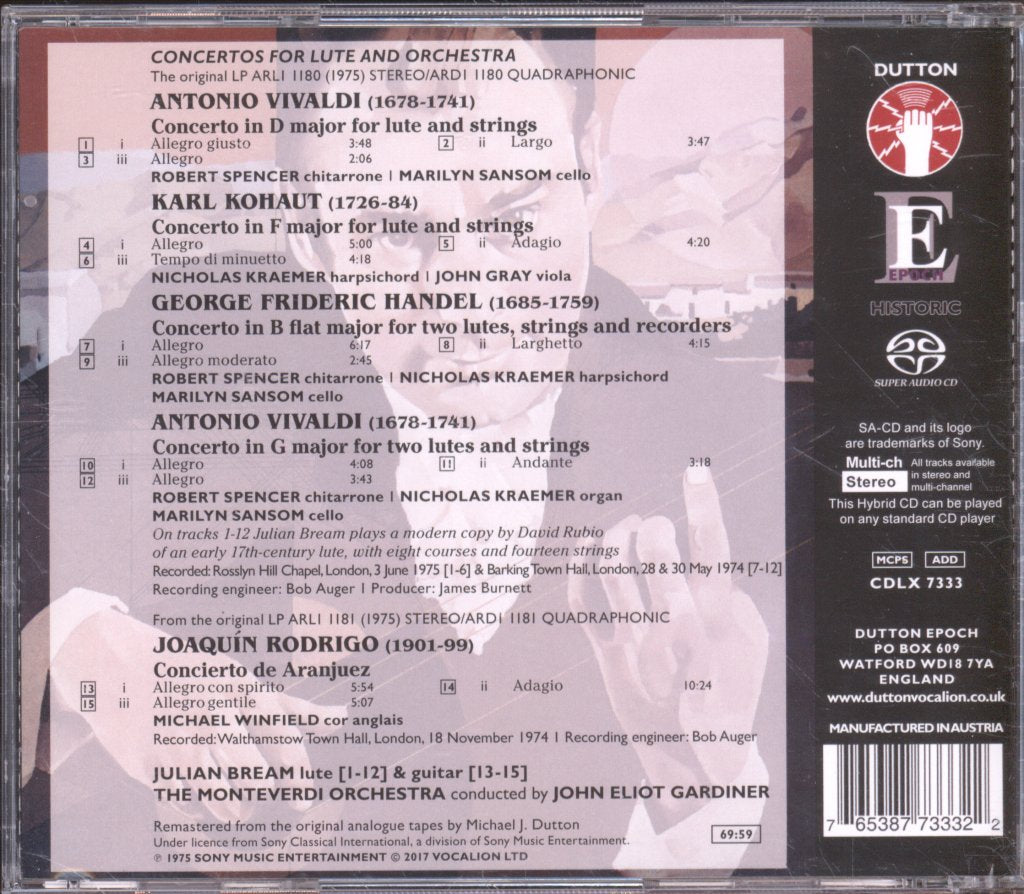 CONCERTOS FOR LUTE AND ORCHESTRA
The original LP ARL1 1180 (1975) STEREO/ARD1 1180 QUADRAPHONIC
ANTONIO VIVALDI (1678-1741)
Concerto in D major for lute and strings
1 i Allegro giusto 3:48 2 ii Largo 3:47
3 iii Allegro 2:06
ROBERT SPENCER chitarrone | MARILYN SANSOM cello
KARL KOHAUT (1726-84)
Concerto in F major for lute and strings
4 i Allegro 5:00 5 ii Adagio 4:20
6 iii Tempo di minuetto 4:18
NICHOLAS KRAEMER harpsichord | JOHN GRAY viola
GEORGE FRIDERIC HANDEL (1685-1759)
Concerto in B flat major for two lutes, strings and recorders
7 i Allegro 6:17 8 ii Larghetto 4:15
9 iii Allegro moderato 2:45
ROBERT SPENCER chitarrone | NICHOLAS KRAEMER harpsichord
MARILYN SANSOM cello
ANTONIO VIVALDI (1678-1741)
Concerto in G major for two lutes and strings
10 i Allegro 4:08 11 ii Andante 3:18
12 iii Allegro 3:43
ROBERT SPENCER chitarrone | NICHOLAS KRAEMER organ
MARILYN SANSOM cello
On tracks 1-12 Julian Bream plays a modern copy by David Rubio
of an early 17th-century lute, with eight courses and fourteen strings
Recorded: Rosslyn Hill Chapel, London, 3 June 1975 [1-6] & Barking Town Hall, London, 28 & 30 May 1974 [7-12]
Recording engineer: Bob Auger | Producer: James Burnett
From the original LP ARL1 1181 (1975) STEREO/ARD1 1181 QUADRAPHONIC
JOAQUÍN RODRIGO (1901-99)
Concierto de Aranjuez
13 i Allegro con spirito 5:54 14 ii Adagio 10:24
15 iii Allegro gentile 5:07
MICHAEL WINFIELD cor anglais
Recorded: Walthamstow Town Hall, London, 18 November 1974 | Recording engineer: Bob Auger
JULIAN BREAM lute [1-12] & guitar [13-15]
THE MONTEVERDI ORCHESTRA conducted by JOHN ELIOT GARDINER
Remastered from the original analogue tapes by Michael J. Dutton
Under licence from Sony Classical International, a division of Sony Music Entertainment.
℗ 1975 SONY MUSIC ENTERTAINMENT © 2017 VOCALION LTD
69:59
DUTTON
E
EPOCH
HISTORIC
SUPER AUDIO CD
SA-CD and its logo
are trademarks of Sony.
Multi-ch
Stereo
All tracks available
in stereo and
multi-channel
This Hybrid CD can be played
on any standard CD player
MCPS ADD
CDLX 7333
DUTTON EPOCH
PO BOX 609
WATFORD WD18 7YA
ENGLAND
www.duttonvocalion.co.uk
MANUFACTURED IN AUSTRIA
7 65387 73332 2